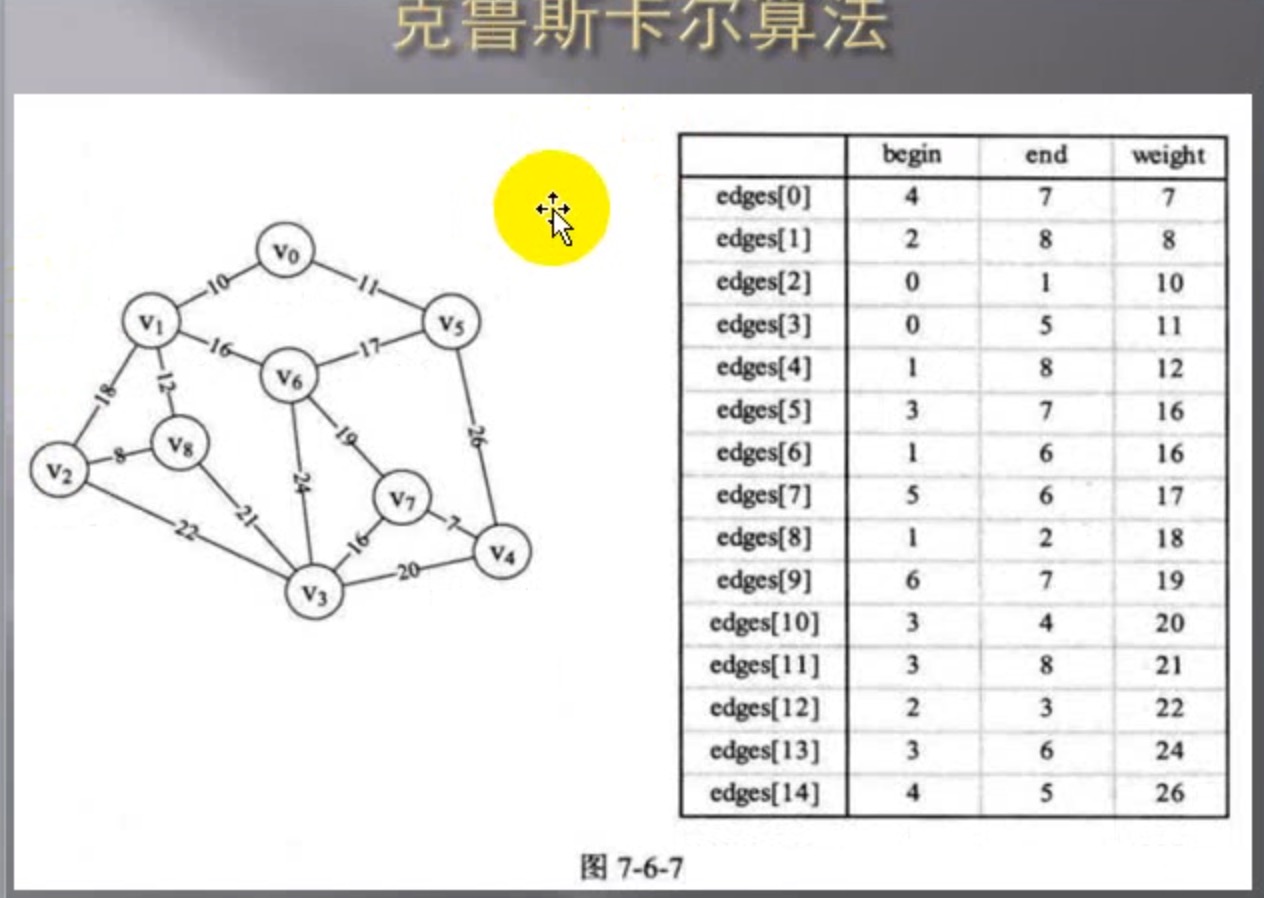 克鲁斯卡尔算法
begin end weight
edges[0] 4 7 7
edges[1] 2 8 8
edges[2] 0 1 10
edges[3] 0 5 11
edges[4] 1 8 12
edges[5] 3 7 16
edges[6] 1 6 16
edges[7] 5 6 17
edges[8] 1 2 18
edges[9] 6 7 19
edges[10] 3 4 20
edges[11] 3 8 21
edges[12] 2 3 22
edges[13] 3 6 24
edges[14] 4 5 26
V0
10
11
V1
V5
16
17
V6
18
12
19
26
V8
8
V2
24
V7
21
22
7
16
V4
20
V3
图 7-6-7